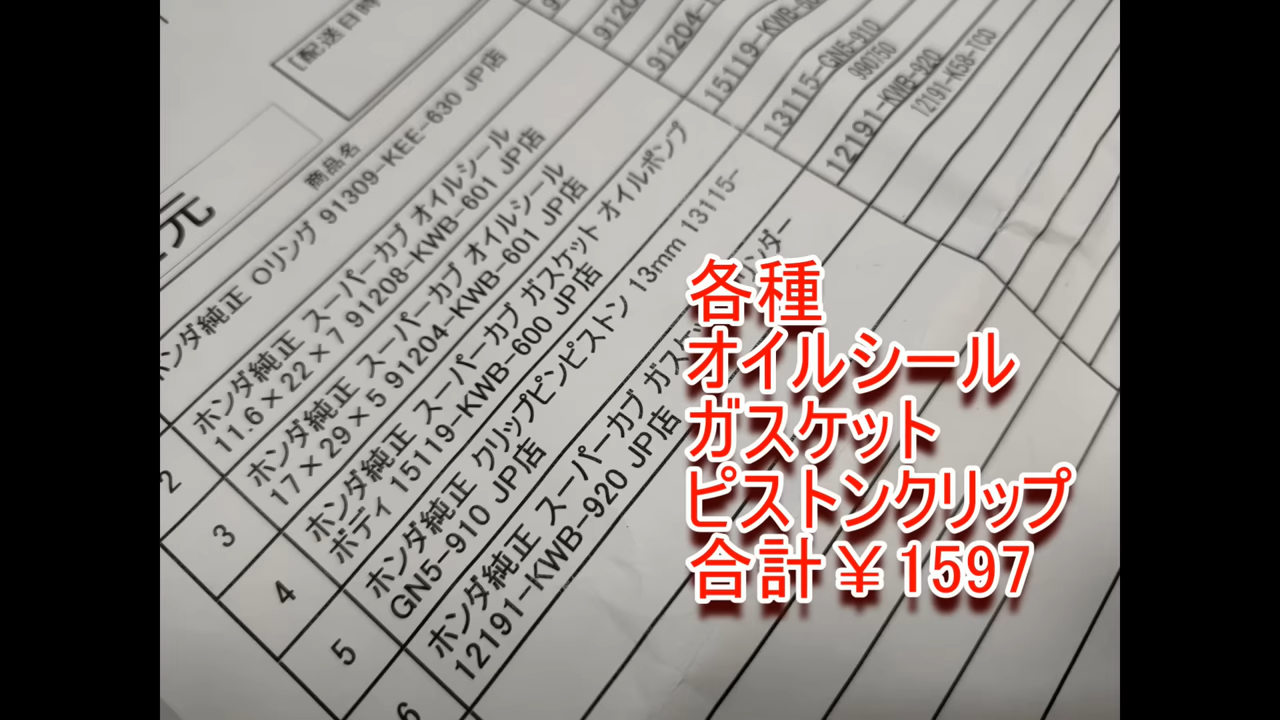 [配送日時
商品名
ホンダ純正 Oリング 91309-KEE-630 JP店
2
ホンダ純正 スーパーカブ オイルシール
11.6×22×7 91208-KWB-601 JP店
3
ホンダ純正 スーパーカブ オイルシール
17×29×5 91204-KWB-601 JP店
91204-
4
ホンダ純正 スーパーカブ ガスケット オイルポンプ
ボディ 15119-KWB-600 JP店
15119-KWB-
5
ホンダ純正 クリップピンピストン 13mm 13115-
GN5-910 JP店
13115-GN5-910
990750
6
ホンダ純正 スーパーカブ ガスケ
ンダー
12191-KWB-920 JP店
12191-KWB-920
12191-K58-TC0
元
各種
オイルシール
ガスケット
ピストンクリップ
合計￥1597